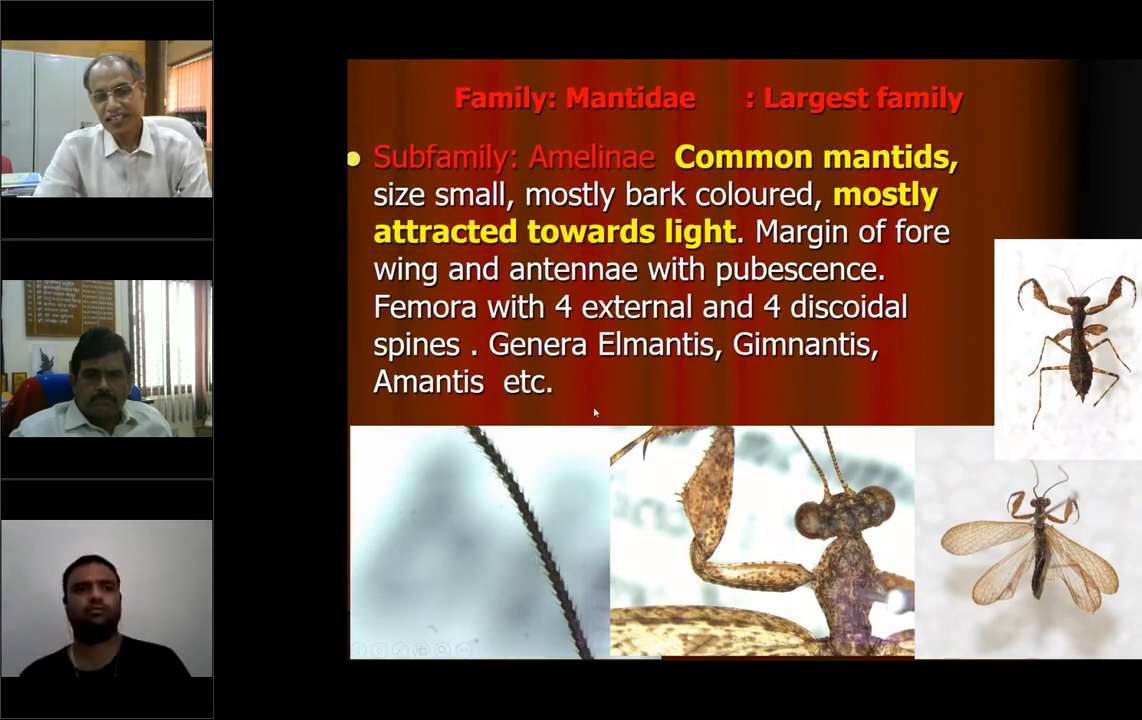 Family: Mantidae : Largest family
Subfamily: Amelinae Common mantids,
size small, mostly bark coloured, mostly
attracted towards light. Margin of fore
wing and antennae with pubescence.
Femora with 4 external and 4 discoidal
spines . Genera Elmantis, Gimnantis,
Amantis etc.